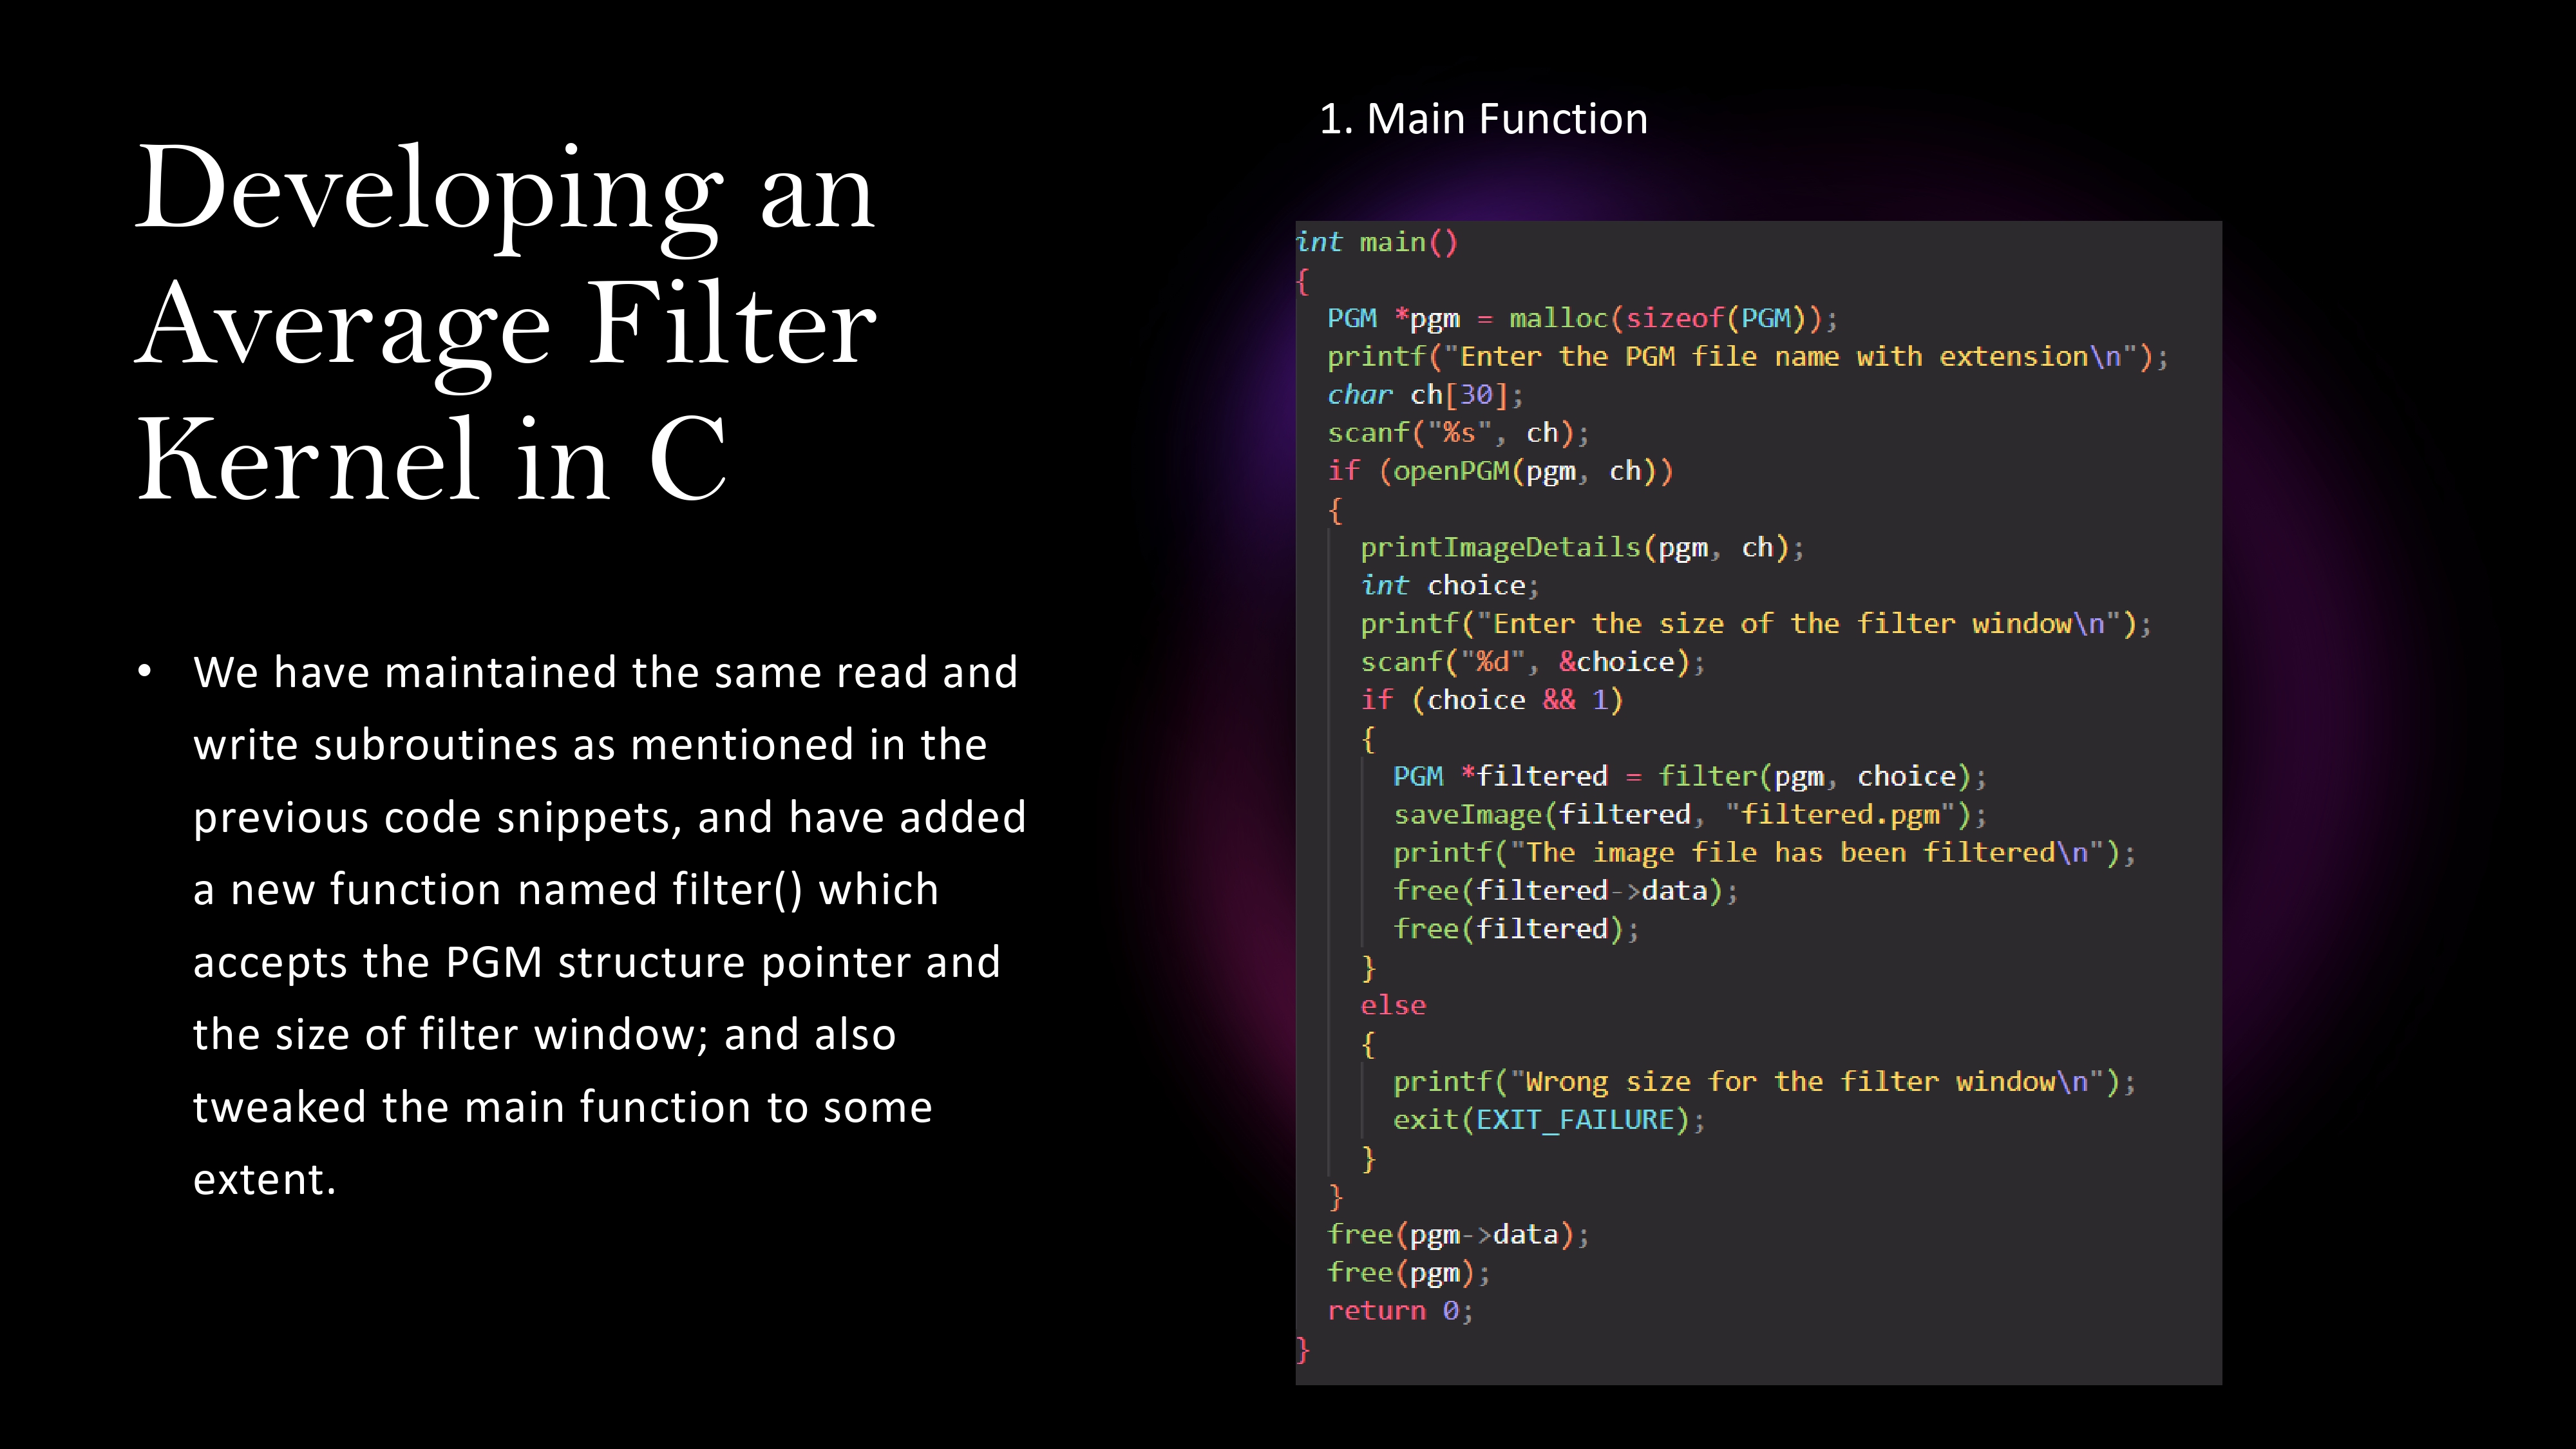 Developing an
Average Filter
Kernel in C
• We have maintained the same read and
write subroutines as mentioned in the
previous code snippets, and have added
a new function named filter() which
accepts the PGM structure pointer and
the size of filter window; and also
tweaked the main function to some
extent.
1. Main Function
int main()
{
  PGM *pgm = malloc(sizeof(PGM));
  printf("Enter the PGM file name with extension\n");
  char ch[30];
  scanf("%s", ch);
  if (openPGM(pgm, ch))
  {
    printImageDetails(pgm, ch);
    int choice;
    printf("Enter the size of the filter window\n");
    scanf("%d", &choice);
    if (choice && 1)
    {
      PGM *filtered = filter(pgm, choice);
      saveImage(filtered, "filtered.pgm");
      printf("The image file has been filtered\n");
      free(filtered->data);
      free(filtered);
    }
    else
    {
      printf("Wrong size for the filter window\n");
      exit(EXIT_FAILURE);
    }
  }
  free(pgm->data);
  free(pgm);
  return 0;
}